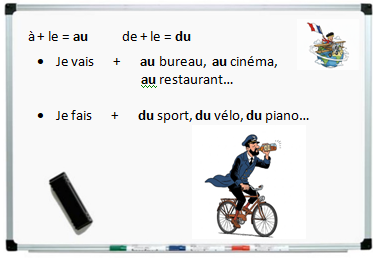 à + le = au de + le = du
• Je vais + au bureau, au cinéma,
au restaurant...
• Je fais + du sport, du vélo, du piano...